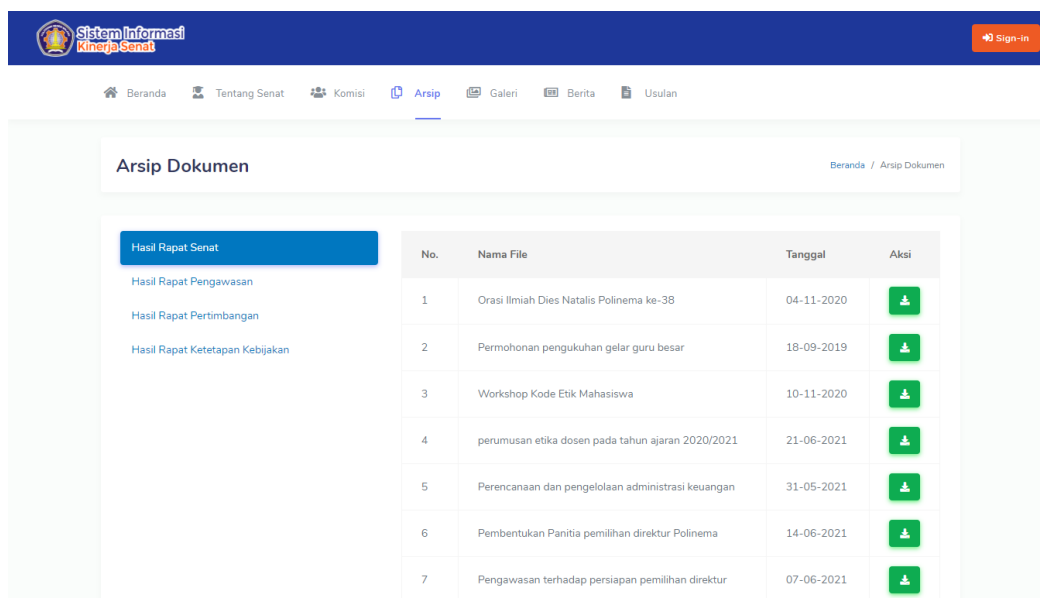 Sistem Informasi
Kinerja Senat
Sign-in
Beranda Tentang Senat Komisi Arsip Galeri Berita Usulan
Arsip Dokumen
Beranda / Arsip Dokumen
Hasil Rapat Senat
Hasil Rapat Pengawasan
Hasil Rapat Pertimbangan
Hasil Rapat Ketetapan Kebijakan
No. Nama File Tanggal Aksi
1 Orasi Ilmiah Dies Natalis Polinema ke-38 04-11-2020
2 Permohonan pengukuhan gelar guru besar 18-09-2019
3 Workshop Kode Etik Mahasiswa 10-11-2020
4 perumusan etika dosen pada tahun ajaran 2020/2021 21-06-2021
5 Perencanaan dan pengelolaan administrasi keuangan 31-05-2021
6 Pembentukan Panitia pemilihan direktur Polinema 14-06-2021
7 Pengawasan terhadap persiapan pemilihan direktur 07-06-2021